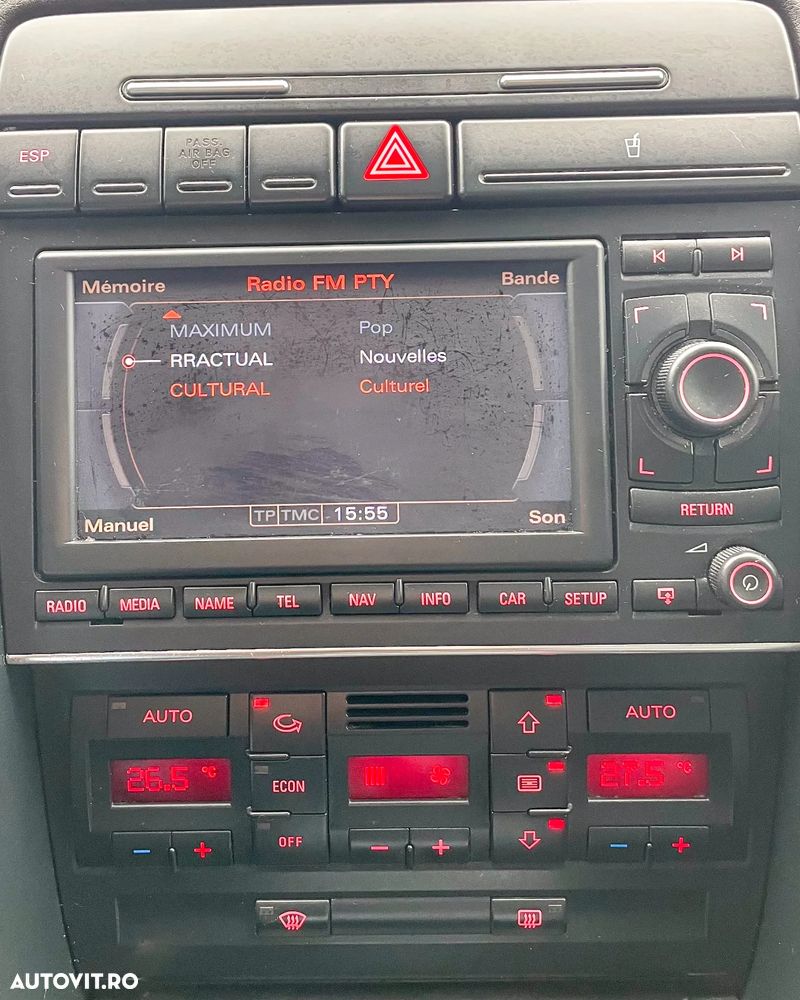 ESP
PASS.
AIR BAG
OFF
Mémoire Radio FM PTY Bande
MAXIMUM Pop
RRACTUAL Nouvelles
CULTURAL Culturel
Manuel TP TMC 15:55 Son
RETURN
RADIO MEDIA NAME TEL NAV INFO CAR SETUP
AUTO AUTO
26.5 °C 27.5 °C
ECON
OFF
AUTOVIT.RO